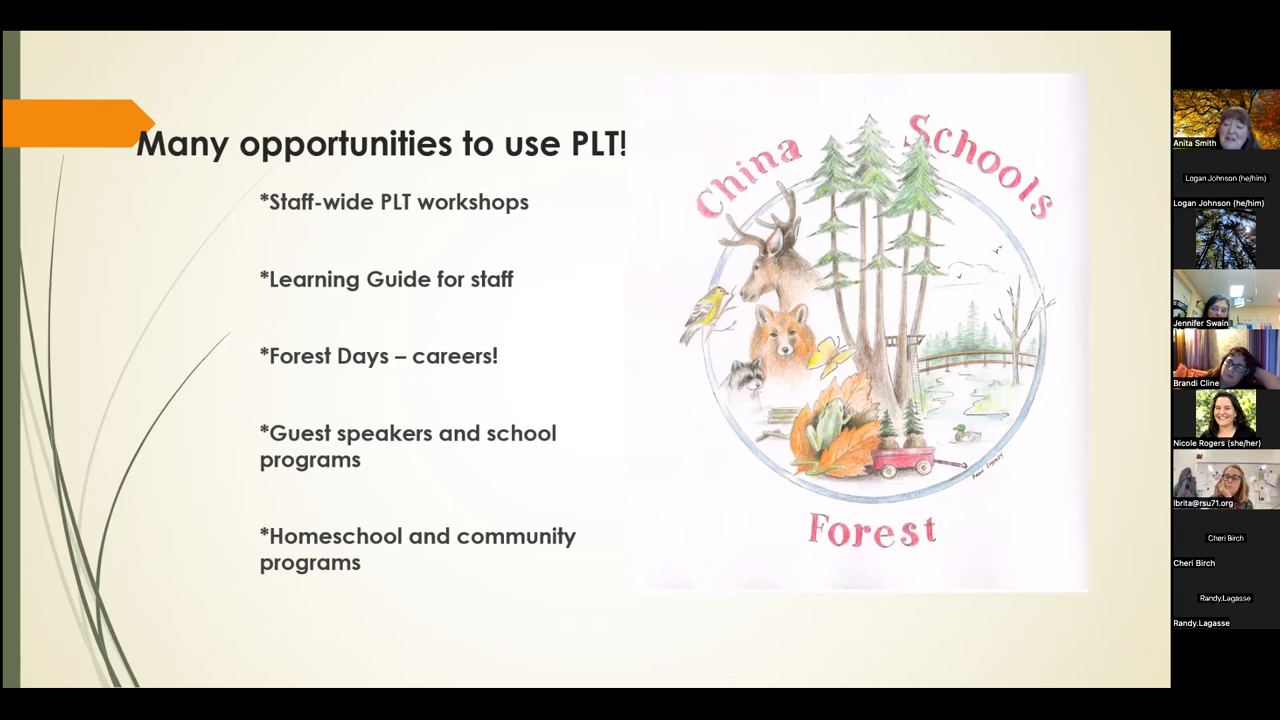 Many opportunities to use PLT!
*Staff-wide PLT workshops
*Learning Guide for staff
*Forest Days – careers!
*Guest speakers and school
programs
*Homeschool and community
programs
China Schools
Forest
Anita Smith
Logan Johnson (he/him)
Logan Johnson (he/him)
Jennifer Swain
Brandi Cline
Nicole Rogers (she/her)
lbrita@rsu71.org
Cheri Birch
Cheri Birch
Randy.Lagasse
Randy.Lagasse